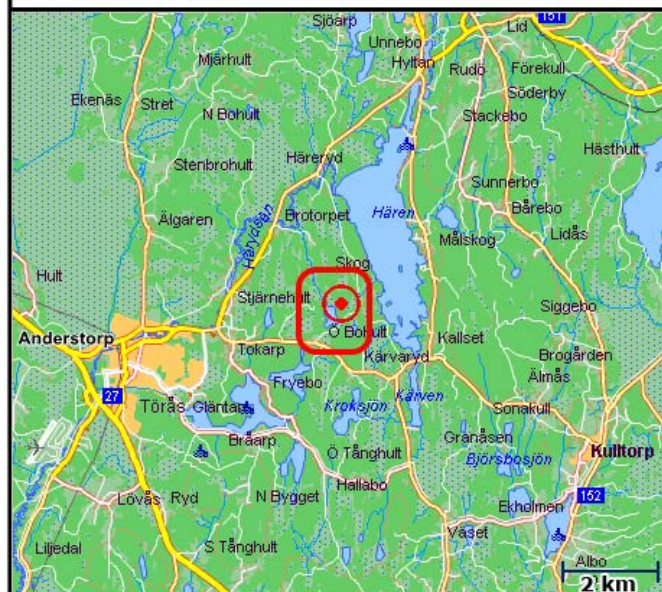 151
Sjöarp
Lid
Unnebo
Mjärhult
Hyltan
Rudö
Förekull
Söderby
Ekenäs
Stret
N Bohult
Stackebo
Hästhult
Stenbrohult
Häreryd
Sunnerbo
Bårebo
Brotorpet
Hären
Älgaren
Härydsån
Målskog
Lidås
Skog
Hult
Stjärnehult
Siggebo
Anderstorp
Ö Bohult
Kallset
Tokarp
Kärvaryd
Brogården
Älmås
27
Fryebo
Kärven
Törås
Gläntan
Kroksjön
Sonakull
Bråarp
Granåsen
Kulltorp
Ö Tånghult
Björsbosjön
Hallabo
152
Lövås
Ryd
N Bygget
Ekholmen
Väset
Liljedal
S Tånghult
Albo
2 km